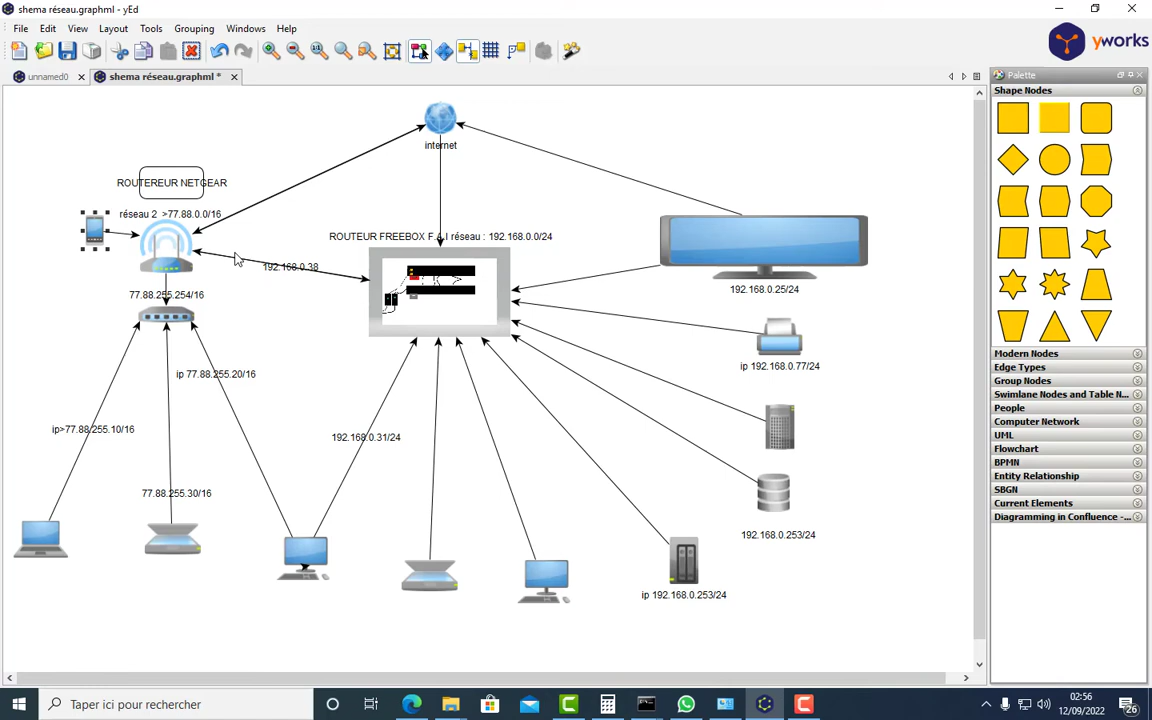 shema réseau.graphml - yEd
File Edit View Layout Tools Grouping Windows Help
yworks
unnamed0
shema réseau.graphml *
Palette
Shape Nodes
Modern Nodes
Edge Types
Group Nodes
Swimlane Nodes and Table N...
People
Computer Network
UML
Flowchart
BPMN
Entity Relationship
SBGN
Current Elements
Diagramming in Confluence -...
internet
ROUTEREUR NETGEAR
réseau 2 >77.88.0.0/16
ROUTEUR FREEBOX F.A.I réseau : 192.168.0.0/24
192.168.0.38
77.88.255.254/16
192.168.0.25/24
ip 192.168.0.77/24
ip 77.88.255.20/16
ip>77.88.255.10/16
192.168.0.31/24
77.88.255.30/16
192.168.0.253/24
ip 192.168.0.253/24
Taper ici pour rechercher
02:56
12/09/2022
26